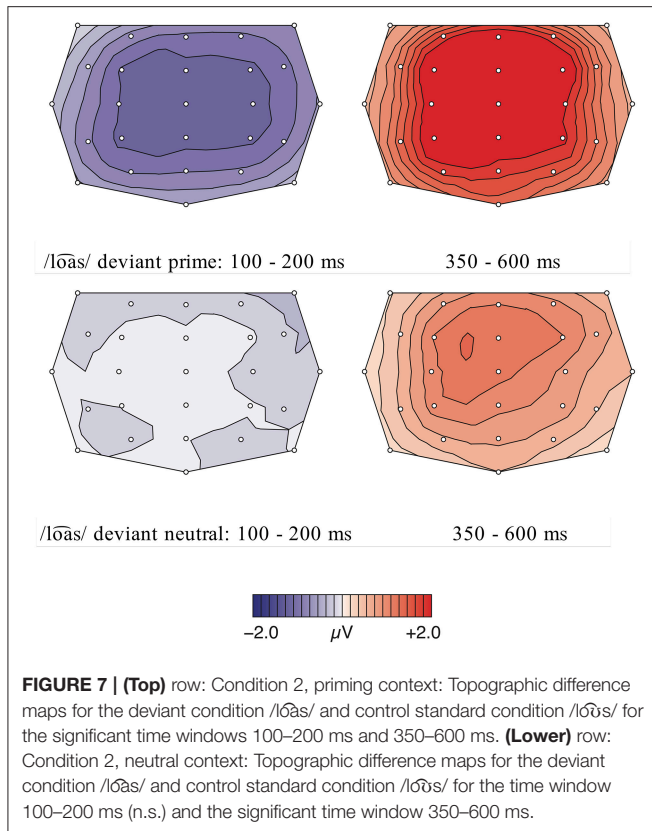 /lo͡as/ deviant prime: 100 - 200 ms 350 - 600 ms
/lo͡as/ deviant neutral: 100 - 200 ms 350 - 600 ms
−2.0 µV +2.0
FIGURE 7 | (Top) row: Condition 2, priming context: Topographic difference
maps for the deviant condition /lo͡as/ and control standard condition /lo͡ʊs/ for
the significant time windows 100–200 ms and 350–600 ms. (Lower) row:
Condition 2, neutral context: Topographic difference maps for the deviant
condition /lo͡as/ and control standard condition /lo͡ʊs/ for the time window
100–200 ms (n.s.) and the significant time window 350–600 ms.